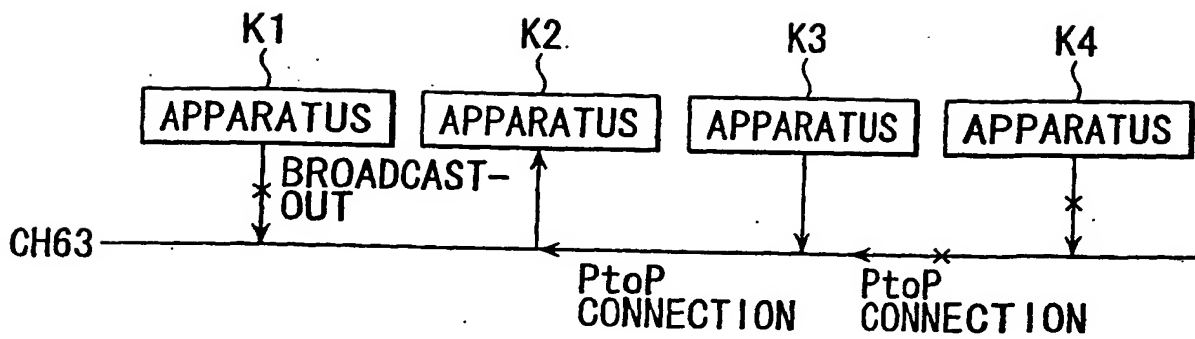 K1 K2 K3 K4
APPARATUS APPARATUS APPARATUS APPARATUS
BROADCAST-
OUT
CH63
PtoP
CONNECTION
PtoP
CONNECTION